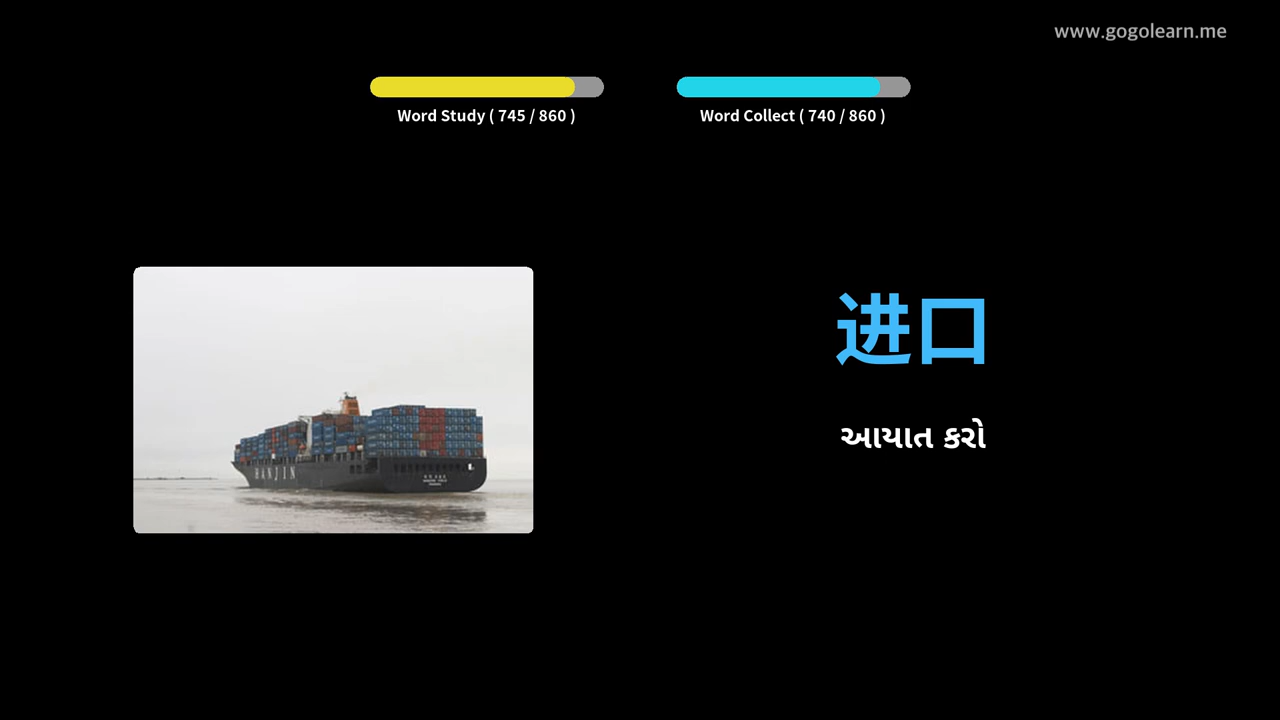 www.gogolearn.me
Word Study ( 745 / 860 )
Word Collect ( 740 / 860 )
进口
આયાત કરો
HANJIN